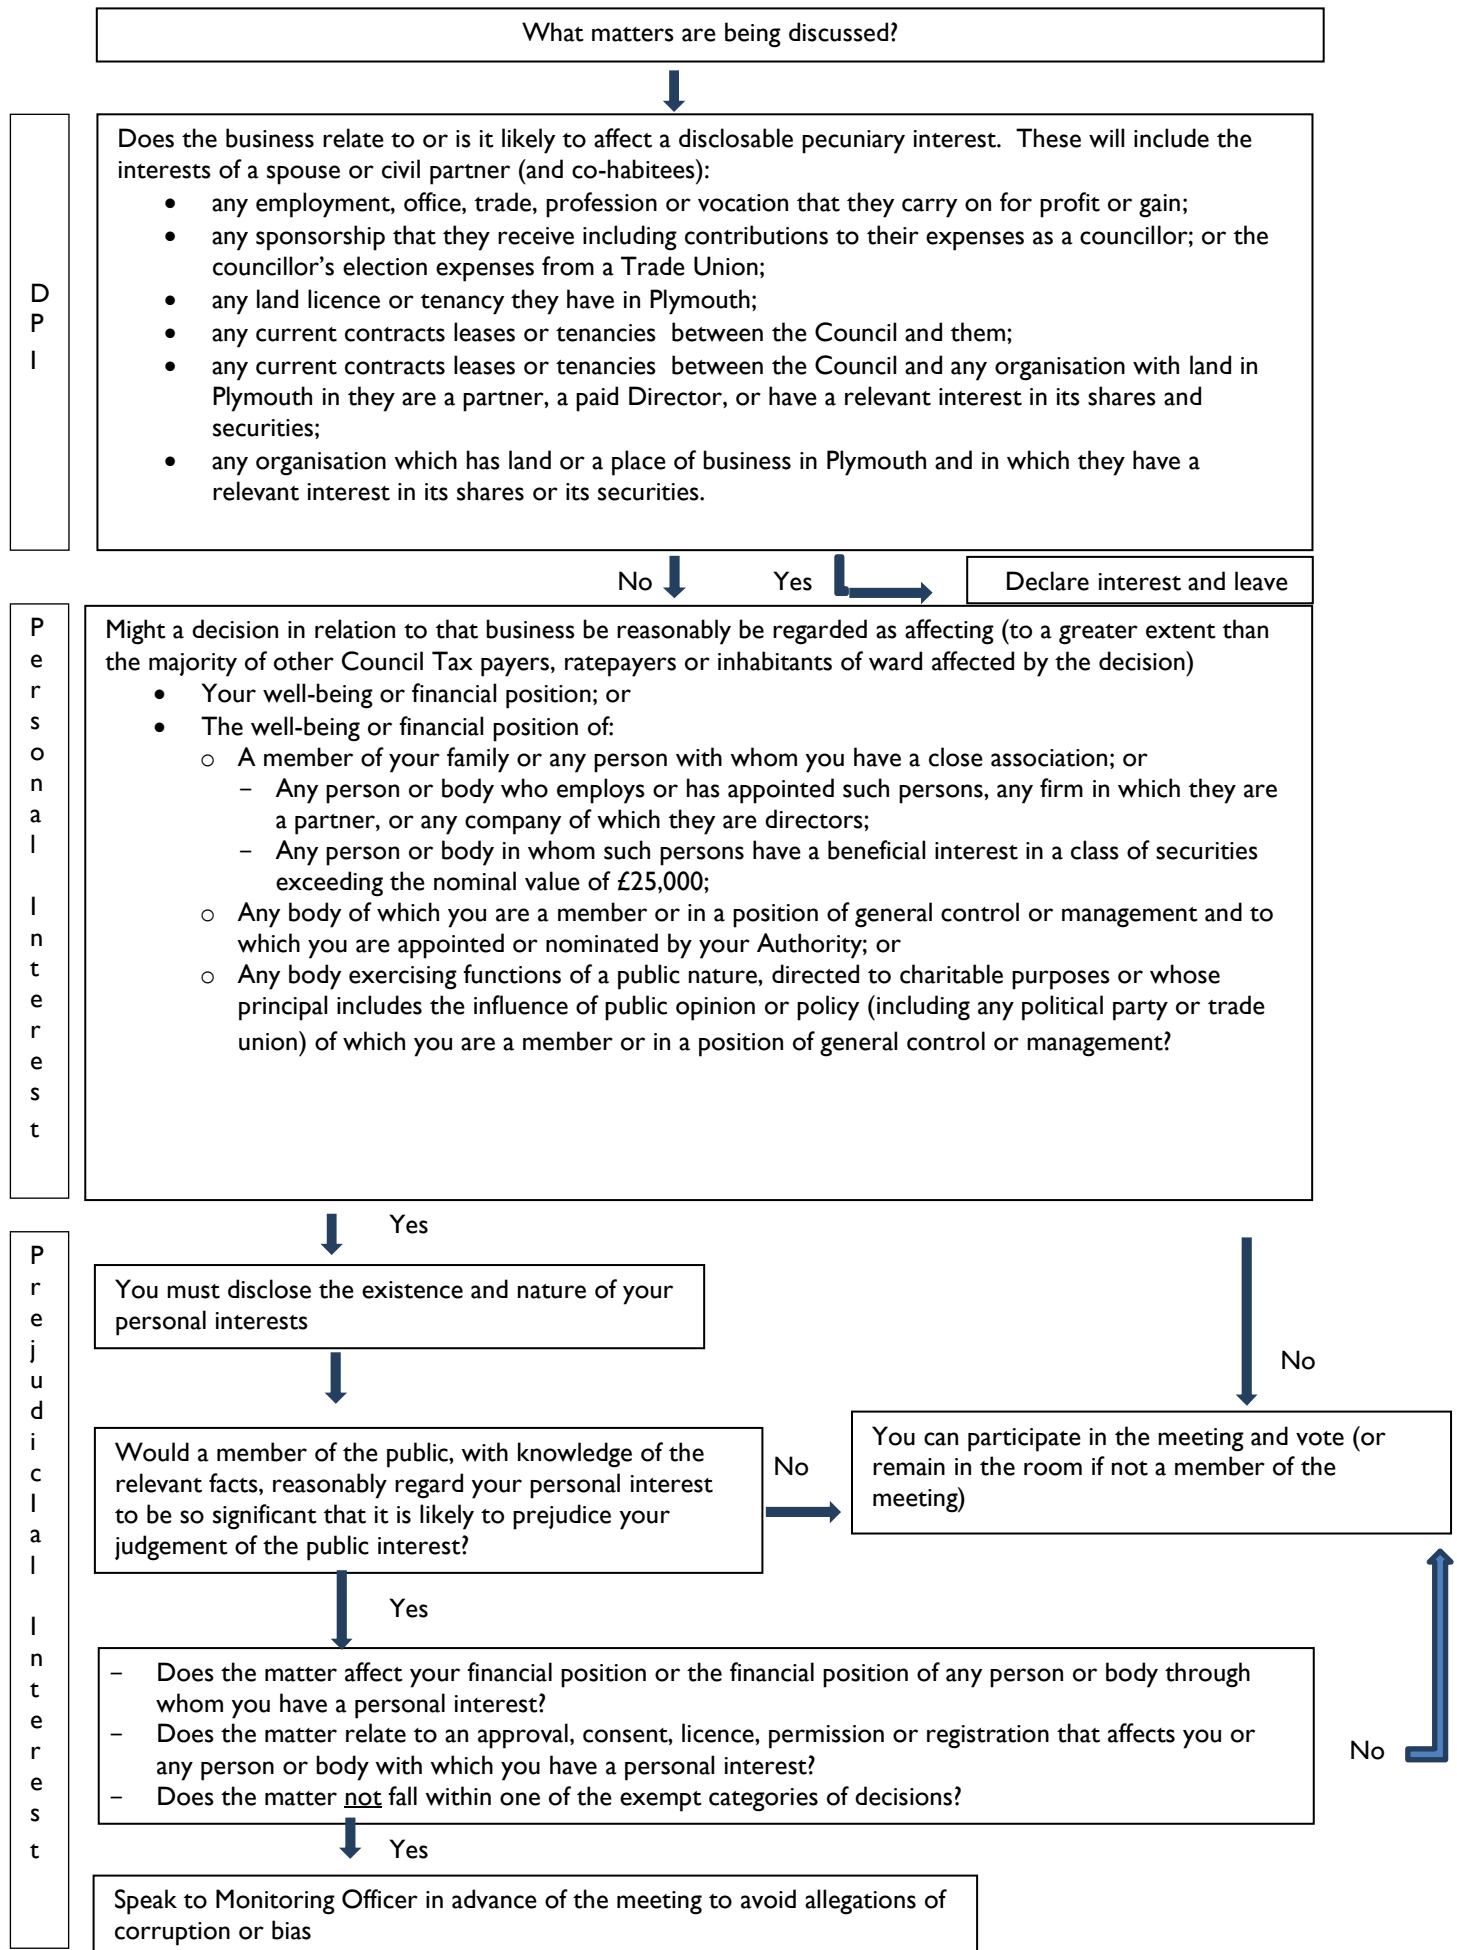 What matters are being discussed?
D
P
I
Does the business relate to or is it likely to affect a disclosable pecuniary interest. These will include the
interests of a spouse or civil partner (and co-habitees):
• any employment, office, trade, profession or vocation that they carry on for profit or gain;
• any sponsorship that they receive including contributions to their expenses as a councillor; or the
councillor's election expenses from a Trade Union;
• any land licence or tenancy they have in Plymouth;
• any current contracts leases or tenancies between the Council and them;
• any current contracts leases or tenancies between the Council and any organisation with land in
Plymouth in they are a partner, a paid Director, or have a relevant interest in its shares and
securities;
• any organisation which has land or a place of business in Plymouth and in which they have a
relevant interest in its shares or its securities.
No
Yes
Declare interest and leave
P
e
r
s
o
n
a
l
I
n
t
e
r
e
s
t
Might a decision in relation to that business be reasonably be regarded as affecting (to a greater extent than
the majority of other Council Tax payers, ratepayers or inhabitants of ward affected by the decision)
• Your well-being or financial position; or
• The well-being or financial position of:
o A member of your family or any person with whom you have a close association; or
– Any person or body who employs or has appointed such persons, any firm in which they are
a partner, or any company of which they are directors;
– Any person or body in whom such persons have a beneficial interest in a class of securities
exceeding the nominal value of £25,000;
o Any body of which you are a member or in a position of general control or management and to
which you are appointed or nominated by your Authority; or
o Any body exercising functions of a public nature, directed to charitable purposes or whose
principal includes the influence of public opinion or policy (including any political party or trade
union) of which you are a member or in a position of general control or management?
P
r
e
j
u
d
i
c
I
a
l
I
n
t
e
r
e
s
t
Yes
You must disclose the existence and nature of your
personal interests
No
Would a member of the public, with knowledge of the
relevant facts, reasonably regard your personal interest
to be so significant that it is likely to prejudice your
judgement of the public interest?
No
You can participate in the meeting and vote (or
remain in the room if not a member of the
meeting)
Yes
– Does the matter affect your financial position or the financial position of any person or body through
whom you have a personal interest?
– Does the matter relate to an approval, consent, licence, permission or registration that affects you or
any person or body with which you have a personal interest?
– Does the matter not fall within one of the exempt categories of decisions?
No
Yes
Speak to Monitoring Officer in advance of the meeting to avoid allegations of
corruption or bias